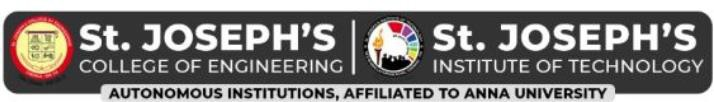 St. JOSEPH'S
COLLEGE OF ENGINEERING
St. JOSEPH'S
INSTITUTE OF TECHNOLOGY
AUTONOMOUS INSTITUTIONS, AFFILIATED TO ANNA UNIVERSITY